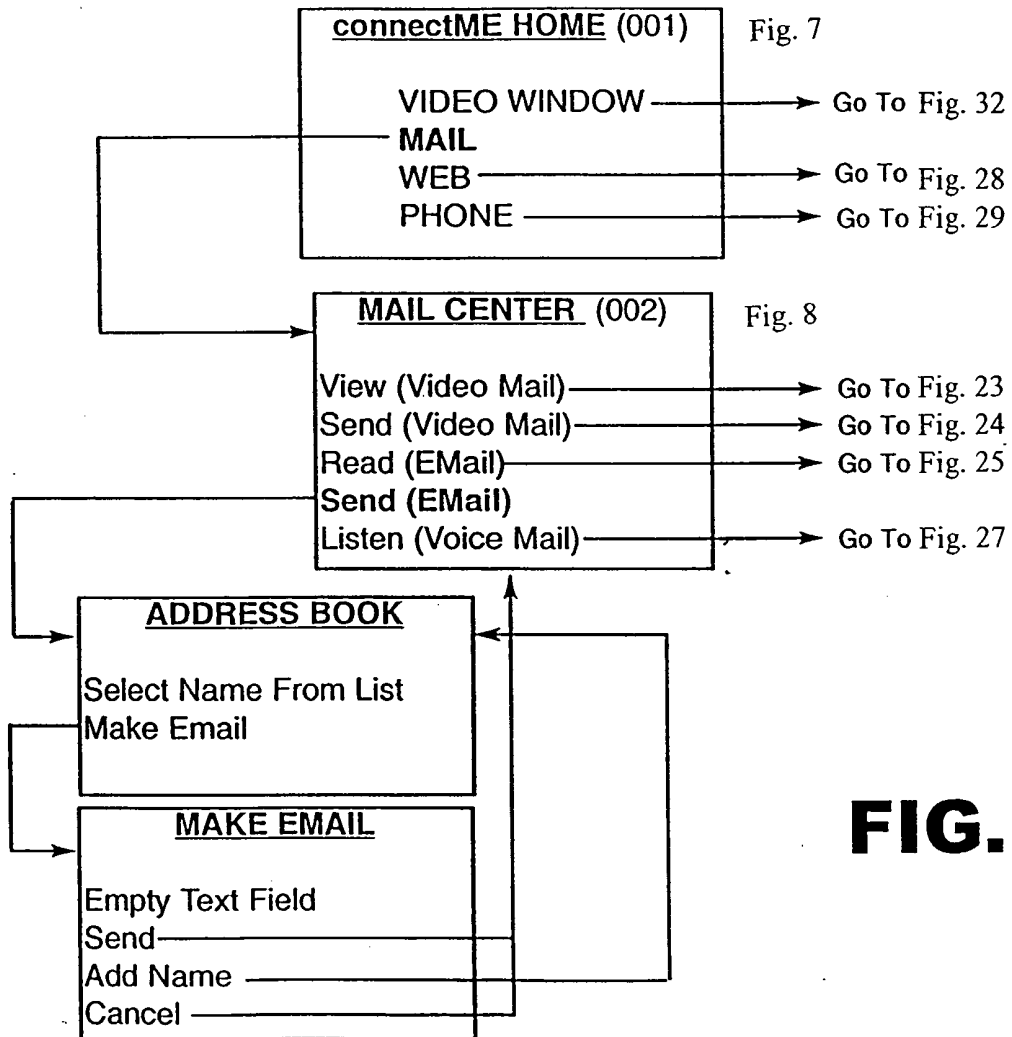 connectME HOME (001) Fig. 7
VIDEO WINDOW Go To Fig. 32
MAIL
WEB Go To Fig. 28
PHONE Go To Fig. 29
MAIL CENTER (002) Fig. 8
View (Video Mail) Go To Fig. 23
Send (Video Mail) Go To Fig. 24
Read (EMail) Go To Fig. 25
Send (EMail)
Listen (Voice Mail) Go To Fig. 27
ADDRESS BOOK
Select Name From List
Make Email
MAKE EMAIL
Empty Text Field
Send
Add Name
Cancel
FIG.